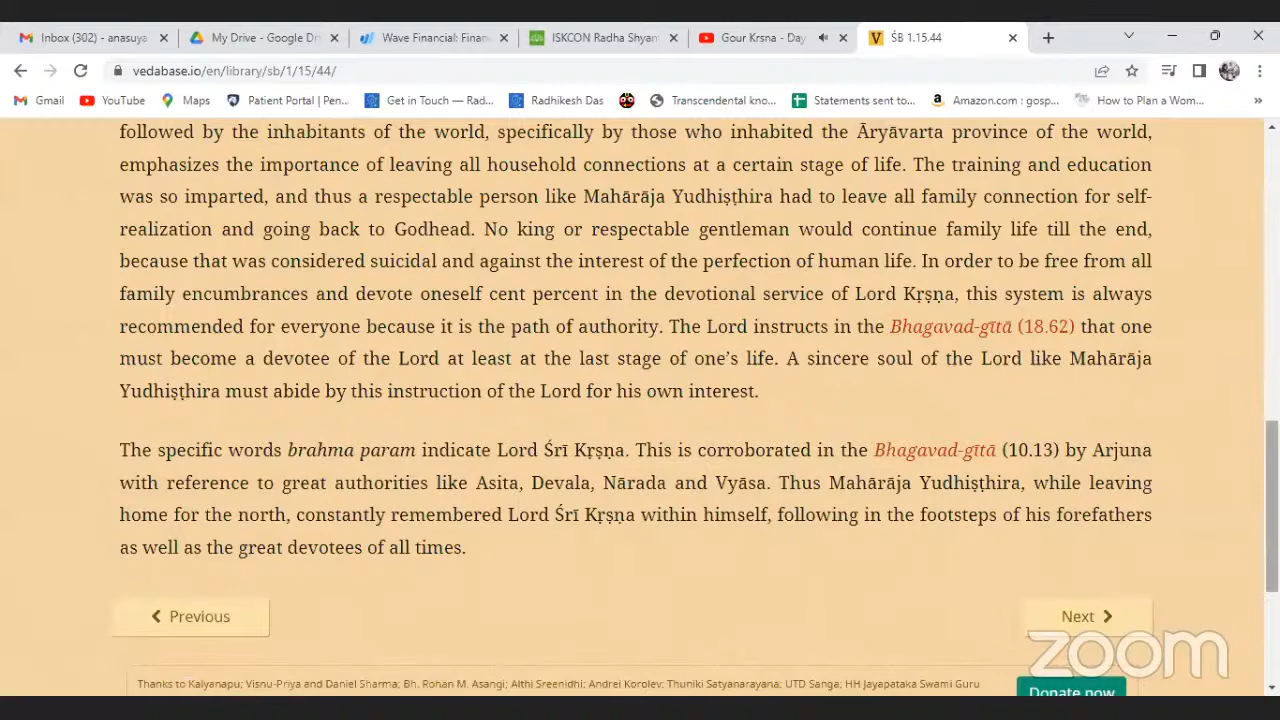 Inbox (302) - anasuya
My Drive - Google Dr
Wave Financial: Finan
ISKCON Radha Shyan
Gour Krsna - Day
ŚB 1.15.44
vedabase.io/en/library/sb/1/15/44/
Gmail
YouTube
Maps
Patient Portal | Pen...
Get in Touch — Rad...
Radhikesh Das
Transcendental kno...
Statements sent to...
Amazon.com : gosp...
How to Plan a Wom...
»
followed by the inhabitants of the world, specifically by those who inhabited the Āryāvarta province of the world,
emphasizes the importance of leaving all household connections at a certain stage of life. The training and education
was so imparted, and thus a respectable person like Mahārāja Yudhiṣṭhira had to leave all family connection for self-
realization and going back to Godhead. No king or respectable gentleman would continue family life till the end,
because that was considered suicidal and against the interest of the perfection of human life. In order to be free from all
family encumbrances and devote oneself cent percent in the devotional service of Lord Kṛṣṇa, this system is always
recommended for everyone because it is the path of authority. The Lord instructs in the Bhagavad-gītā (18.62) that one
must become a devotee of the Lord at least at the last stage of one's life. A sincere soul of the Lord like Mahārāja
Yudhiṣṭhira must abide by this instruction of the Lord for his own interest.
The specific words brahma param indicate Lord Śrī Kṛṣṇa. This is corroborated in the Bhagavad-gītā (10.13) by Arjuna
with reference to great authorities like Asita, Devala, Nārada and Vyāsa. Thus Mahārāja Yudhiṣṭhira, while leaving
home for the north, constantly remembered Lord Śrī Kṛṣṇa within himself, following in the footsteps of his forefathers
as well as the great devotees of all times.
Previous
Next
zoom
Thanks to Kalyanapu; Visnu-Priya and Daniel Sharma; Bh. Rohan M. Asangi; Althi Sreenidhi; Andrei Korolev; Thuniki Satyanarayana; UTD Sanga; HH Jayapataka Swami Guru
Donate now